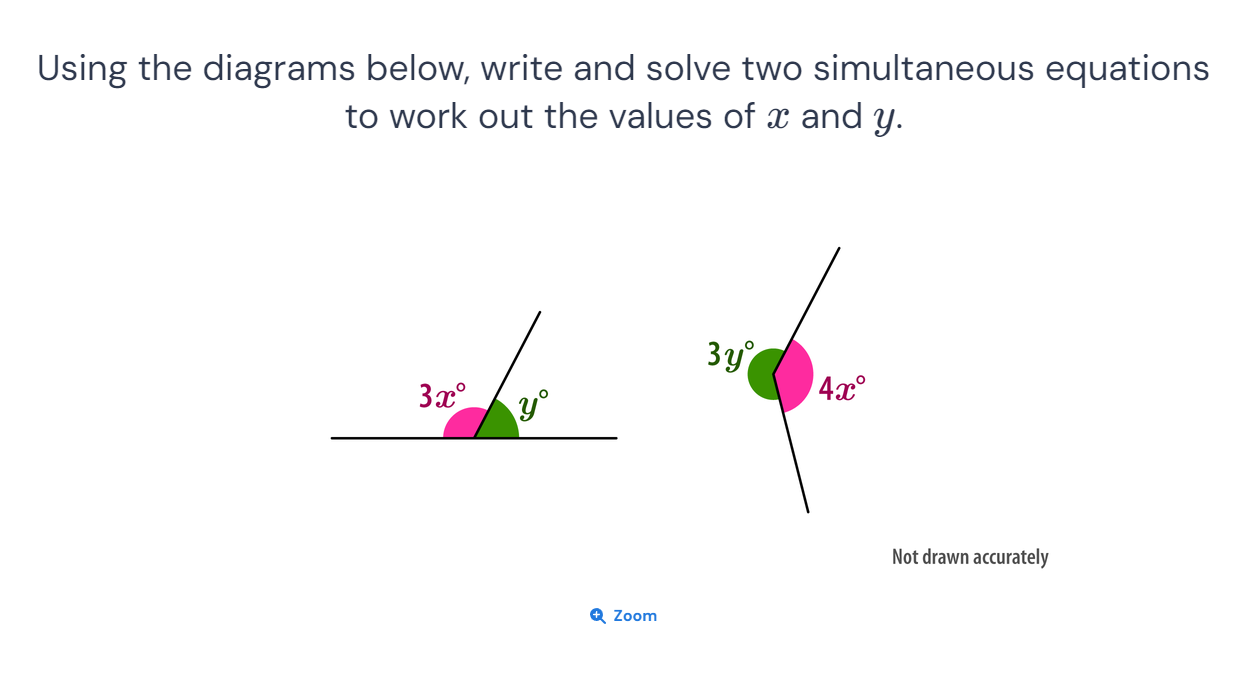 Using the diagrams below, write and solve two simultaneous equations
to work out the values of x and y.
3x°
y°
3y°
4x°
Not drawn accurately
Zoom